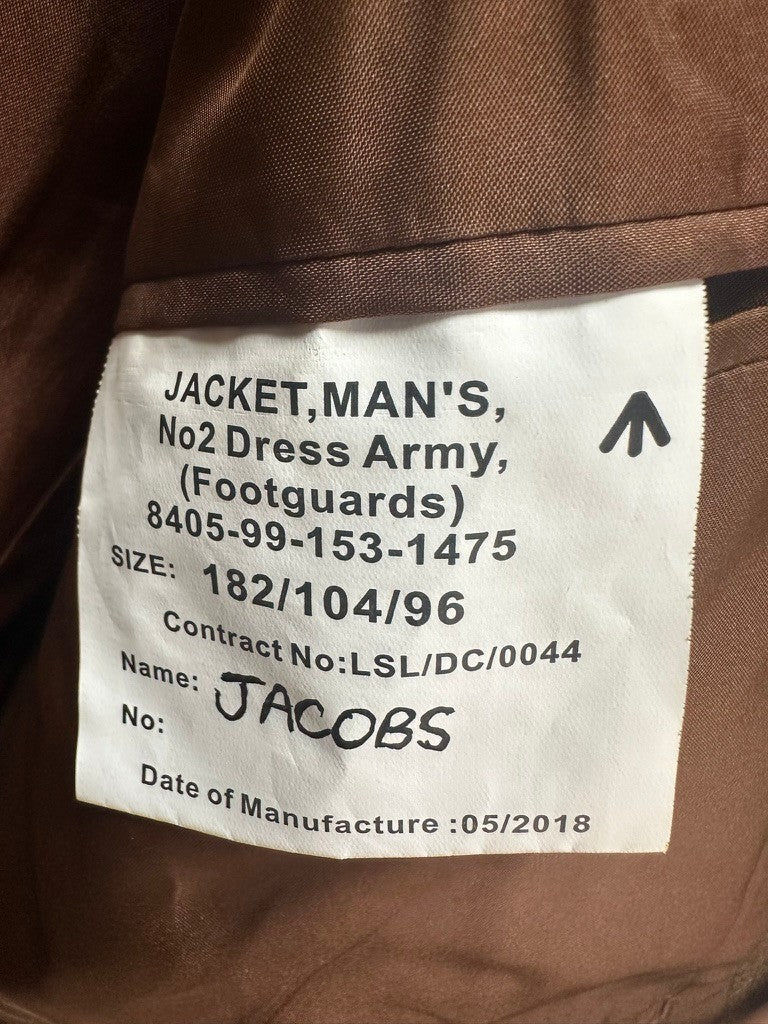 JACKET,MAN'S,
No2 Dress Army,
(Footguards)
8405-99-153-1475
SIZE: 182/104/96
Contract No:LSL/DC/0044
Name: JACOBS
No:
Date of Manufacture :05/2018